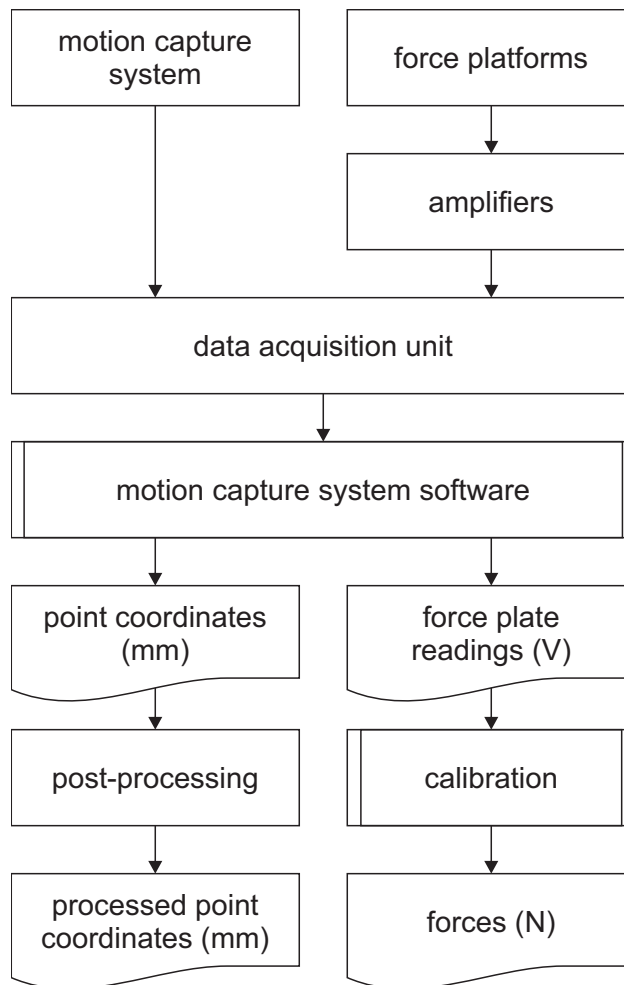 motion capture
system
force platforms
amplifiers
data acquisition unit
motion capture system software
point coordinates
(mm)
force plate
readings (V)
post-processing
calibration
processed point
coordinates (mm)
forces (N)